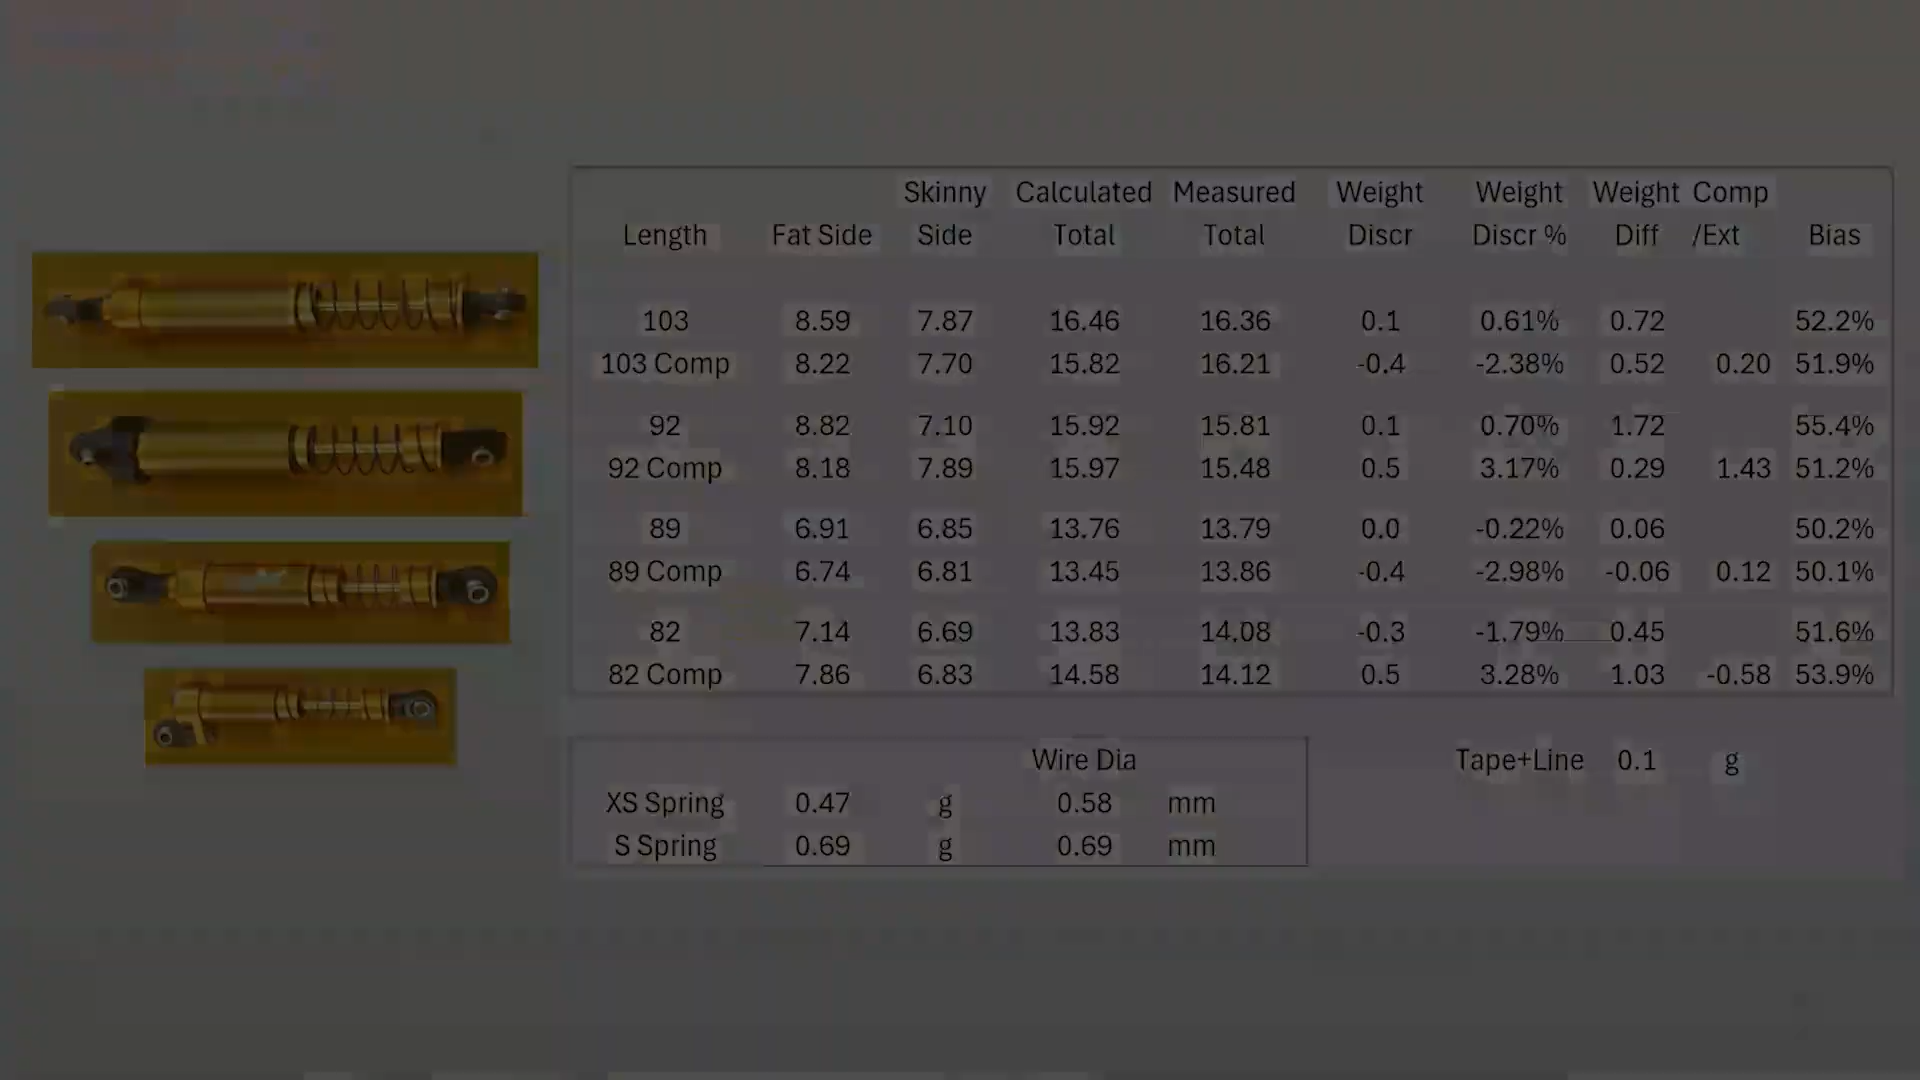 Skinny Calculated Measured Weight Weight Weight Comp
Length Fat Side Side Total Total Discr Discr % Diff /Ext Bias
103 8.59 7.87 16.46 16.36 0.1 0.61% 0.72 52.2%
103 Comp 8.22 7.70 15.82 16.21 -0.4 -2.38% 0.52 0.20 51.9%
92 8.82 7.10 15.92 15.81 0.1 0.70% 1.72 55.4%
92 Comp 8.18 7.89 15.97 15.48 0.5 3.17% 0.29 1.43 51.2%
89 6.91 6.85 13.76 13.79 0.0 -0.22% 0.06 50.2%
89 Comp 6.74 6.81 13.45 13.86 -0.4 -2.98% -0.06 0.12 50.1%
82 7.14 6.69 13.83 14.08 -0.3 -1.79% 0.45 51.6%
82 Comp 7.86 6.83 14.58 14.12 0.5 3.28% 1.03 -0.58 53.9%
Wire Dia Tape+Line 0.1 g
XS Spring 0.47 g 0.58 mm
S Spring 0.69 g 0.69 mm